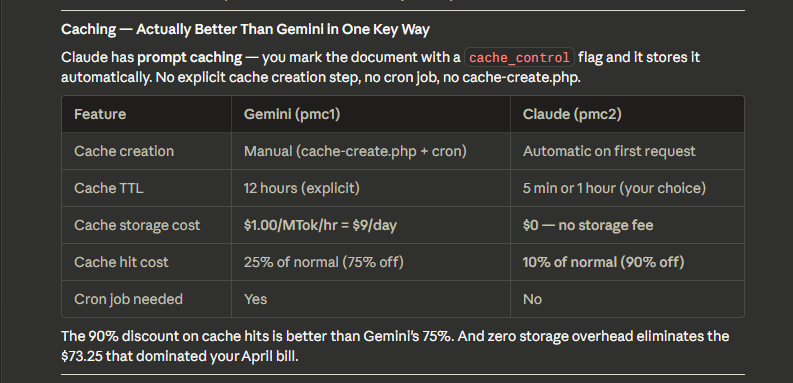 Caching — Actually Better Than Gemini in One Key Way
Claude has prompt caching — you mark the document with a cache_control flag and it stores it
automatically. No explicit cache creation step, no cron job, no cache-create.php.
Feature Gemini (pmc1) Claude (pmc2)
Cache creation Manual (cache-create.php + cron) Automatic on first request
Cache TTL 12 hours (explicit) 5 min or 1 hour (your choice)
Cache storage cost $1.00/MTok/hr = $9/day $0 — no storage fee
Cache hit cost 25% of normal (75% off) 10% of normal (90% off)
Cron job needed Yes No
The 90% discount on cache hits is better than Gemini's 75%. And zero storage overhead eliminates the
$73.25 that dominated your April bill.